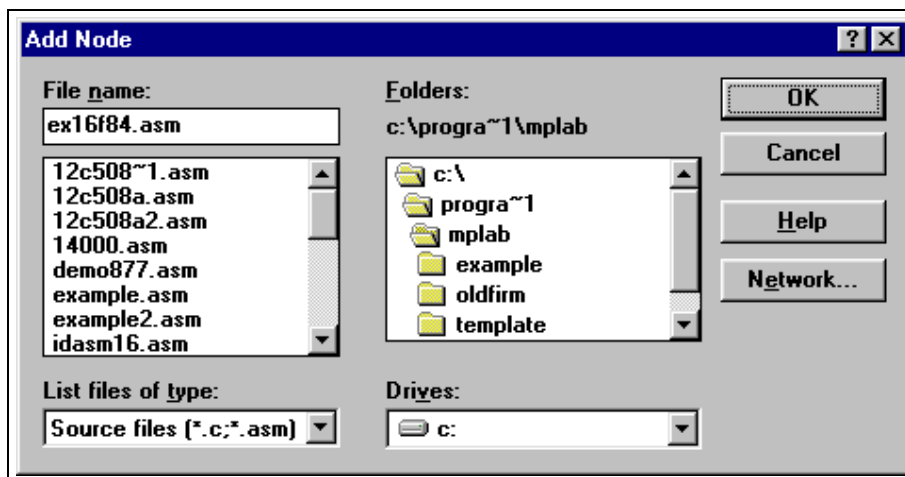 Add Node
File name:
ex16f84.asm
12c508~1.asm
12c508a.asm
12c508a2.asm
14000.asm
demo877.asm
example.asm
example2.asm
idasm16.asm
List files of type:
Source files (*.c;*.asm)
Folders:
c:\progra~1\mplab
c:\
progra~1
mplab
example
oldfirm
template
Drives:
c:
OK
Cancel
Help
Network...